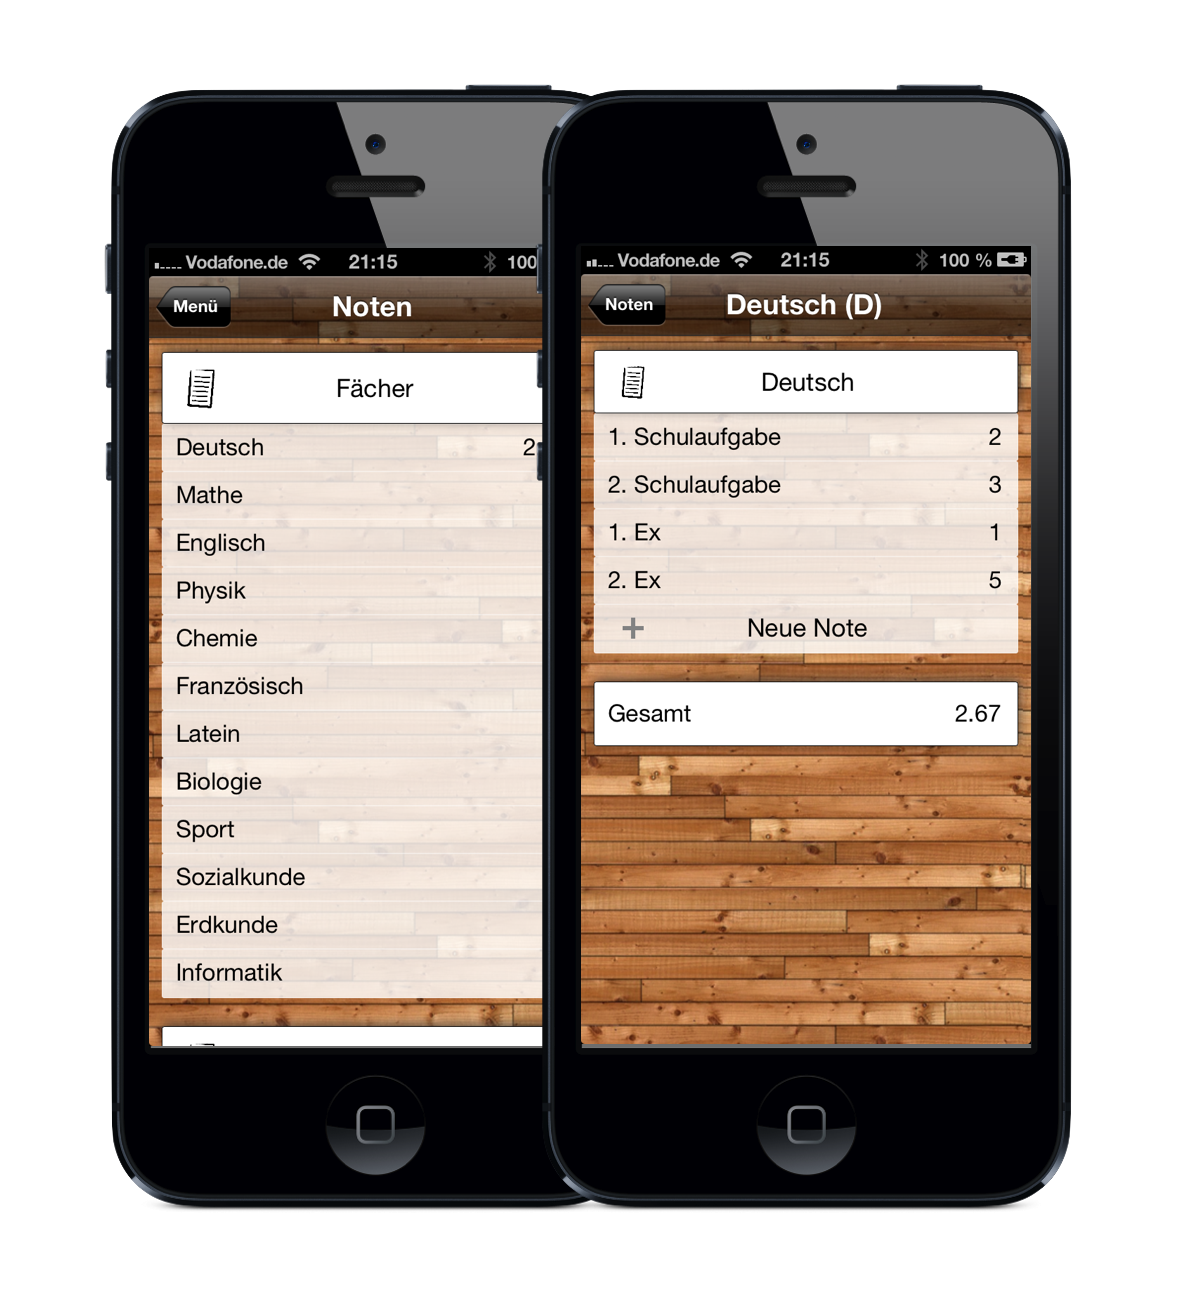 Vodafone.de 21:15 100
Menü Noten
Fächer
Deutsch 2
Mathe
Englisch
Physik
Chemie
Französisch
Latein
Biologie
Sport
Sozialkunde
Erdkunde
Informatik
Vodafone.de 21:15 100 %
Noten Deutsch (D)
Deutsch
1. Schulaufgabe 2
2. Schulaufgabe 3
1. Ex 1
2. Ex 5
+ Neue Note
Gesamt 2.67